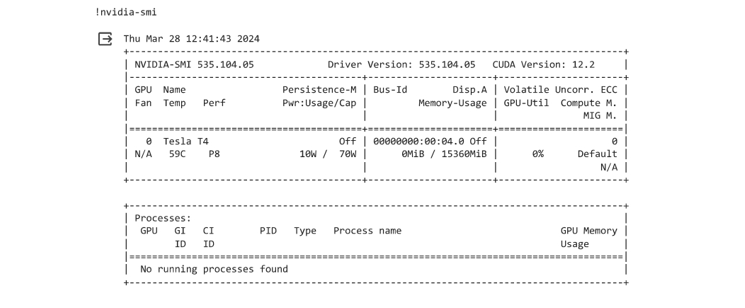 !nvidia-smi
Thu Mar 28 12:41:43 2024
+---------------------------------------------------------------------------------------+
| NVIDIA-SMI 535.104.05             Driver Version: 535.104.05   CUDA Version: 12.2     |
|-----------------------------------------+----------------------+----------------------+
| GPU  Name                 Persistence-M | Bus-Id        Disp.A | Volatile Uncorr. ECC |
| Fan  Temp   Perf          Pwr:Usage/Cap |         Memory-Usage | GPU-Util  Compute M. |
|                                         |                      |               MIG M. |
|=========================================+======================+======================|
|   0  Tesla T4                       Off | 00000000:00:04.0 Off |                    0 |
| N/A   59C    P8              10W /  70W |      0MiB / 15360MiB |      0%      Default |
|                                         |                      |                  N/A |
+-----------------------------------------+----------------------+----------------------+
+---------------------------------------------------------------------------------------+
| Processes:                                                                            |
|  GPU   GI   CI        PID   Type   Process name                            GPU Memory |
|        ID   ID                                                             Usage      |
|=======================================================================================|
|  No running processes found                                                           |
+---------------------------------------------------------------------------------------+